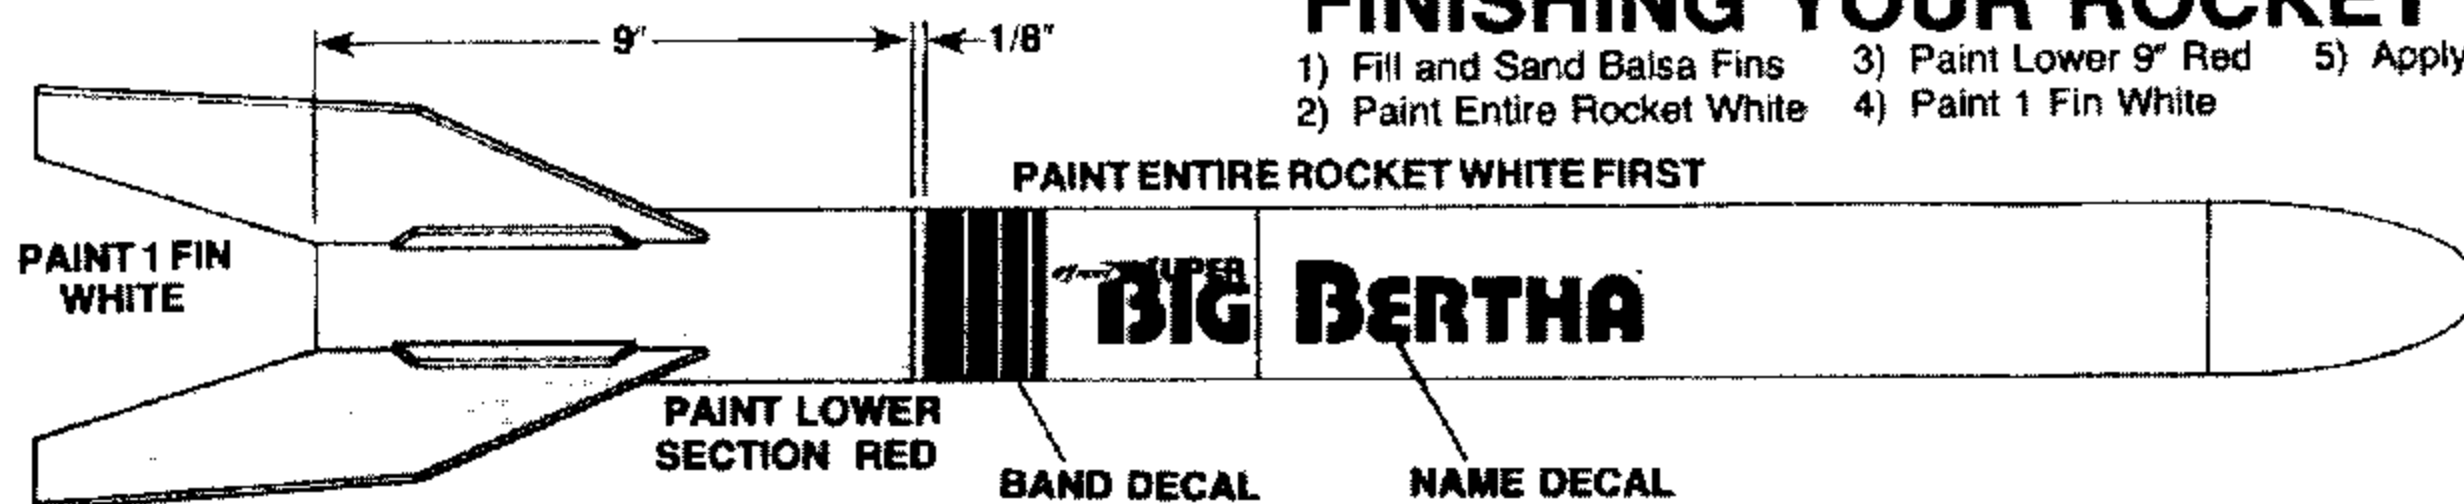 FINISHING YOUR ROCKET
1) Fill and Sand Balsa Fins
2) Paint Entire Rocket White
3) Paint Lower 9" Red
4) Paint 1 Fin White
5) Apply
9"
1/8"
PAINT ENTIRE ROCKET WHITE FIRST
PAINT 1 FIN
WHITE
SUPER
BIG BERTHA
PAINT LOWER
SECTION RED
BAND DECAL
NAME DECAL